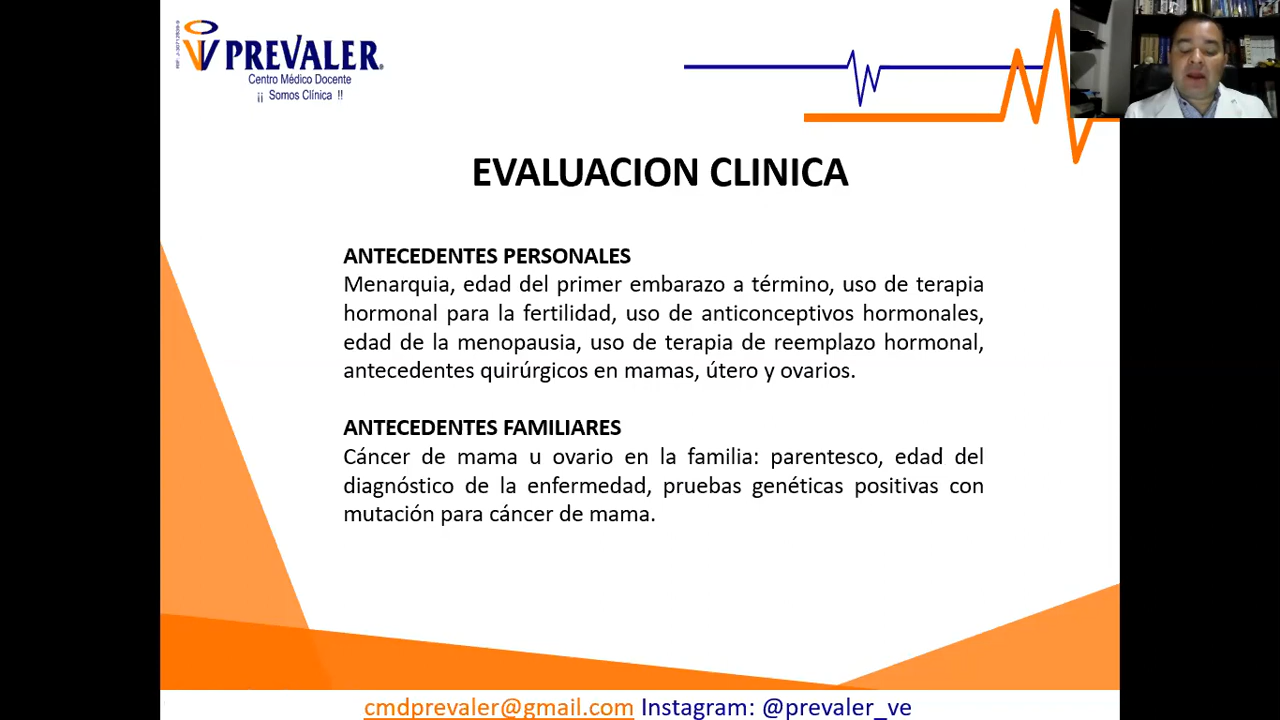 PREVALER
Centro Médico Docente
¡¡ Somos Clínica !!
EVALUACION CLINICA
ANTECEDENTES PERSONALES
Menarquia, edad del primer embarazo a término, uso de terapia
hormonal para la fertilidad, uso de anticonceptivos hormonales,
edad de la menopausia, uso de terapia de reemplazo hormonal,
antecedentes quirúrgicos en mamas, útero y ovarios.
ANTECEDENTES FAMILIARES
Cáncer de mama u ovario en la familia: parentesco, edad del
diagnóstico de la enfermedad, pruebas genéticas positivas con
mutación para cáncer de mama.
cmdprevaler@gmail.com Instagram: @prevaler_ve